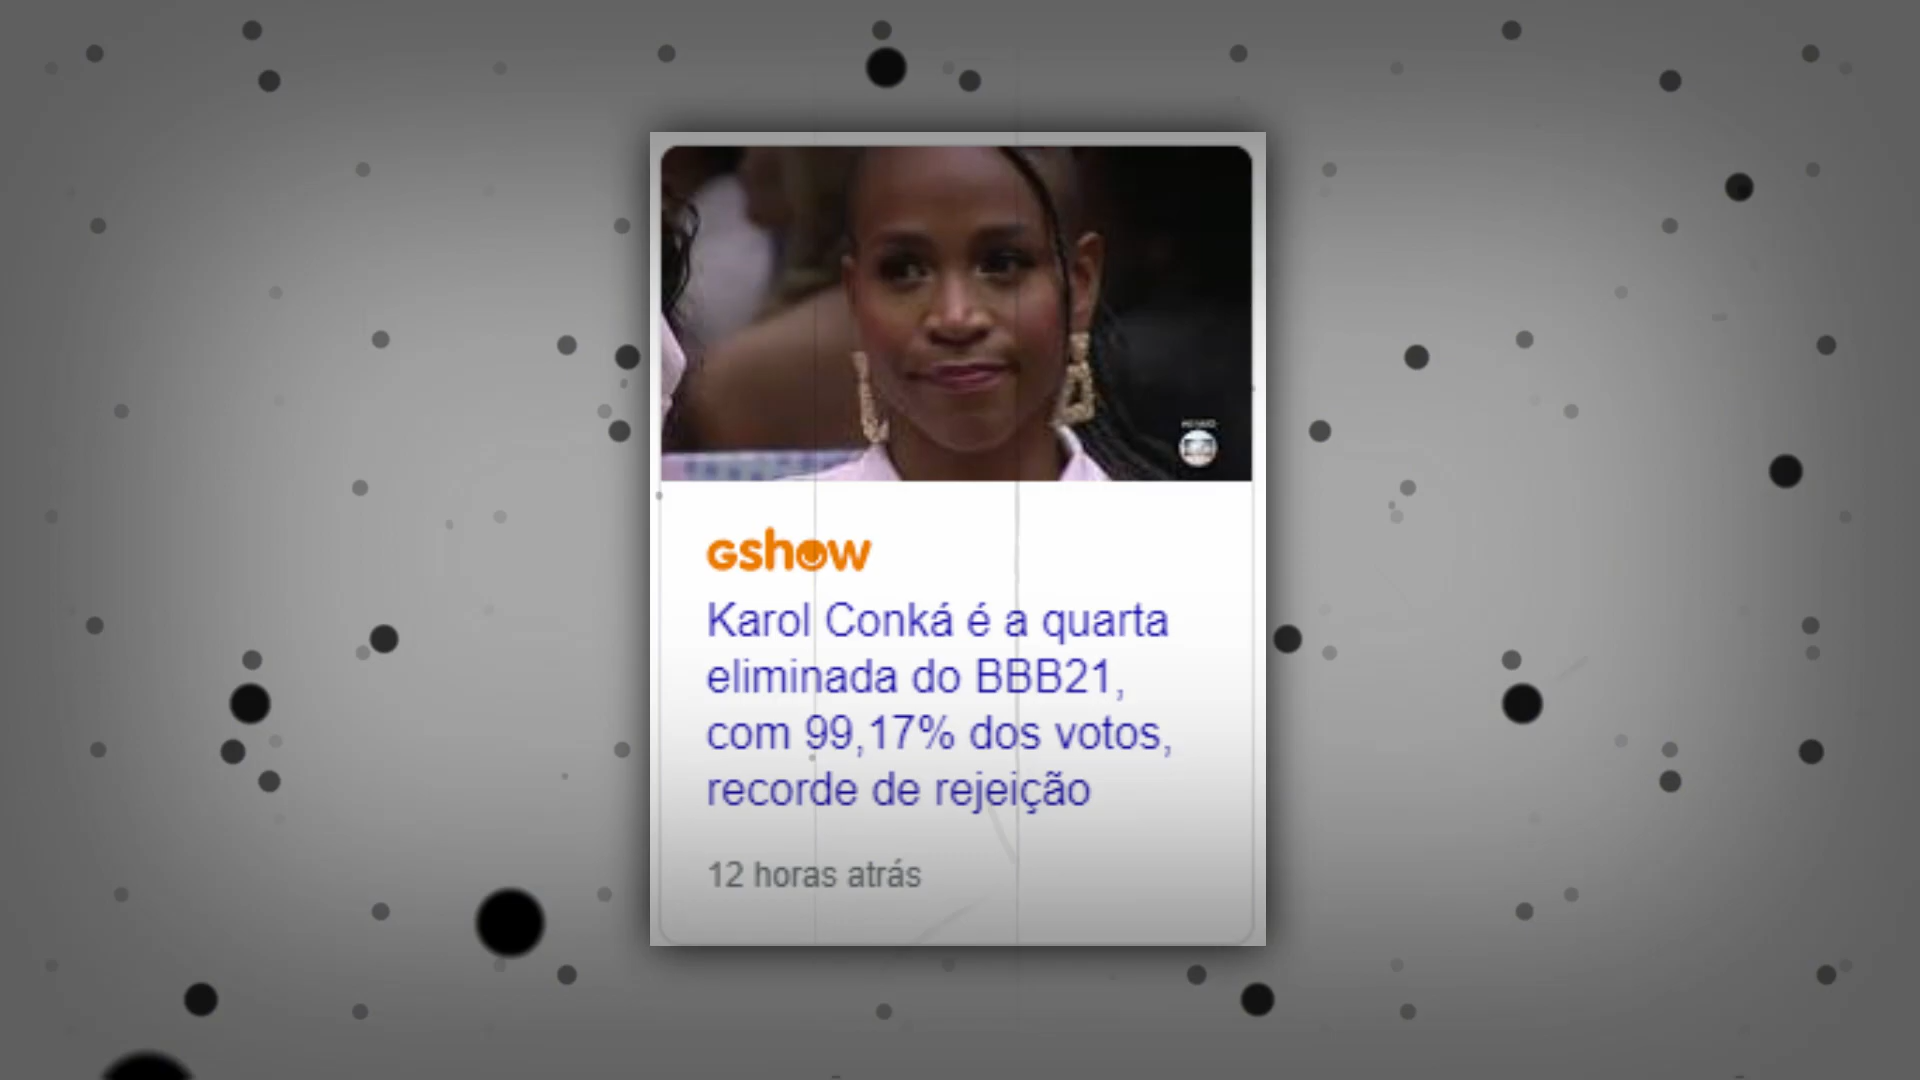 GSHOW
Karol Conká é a quarta
eliminada do BBB21,
com 99,17% dos votos,
recorde de rejeição
12 horas atrás